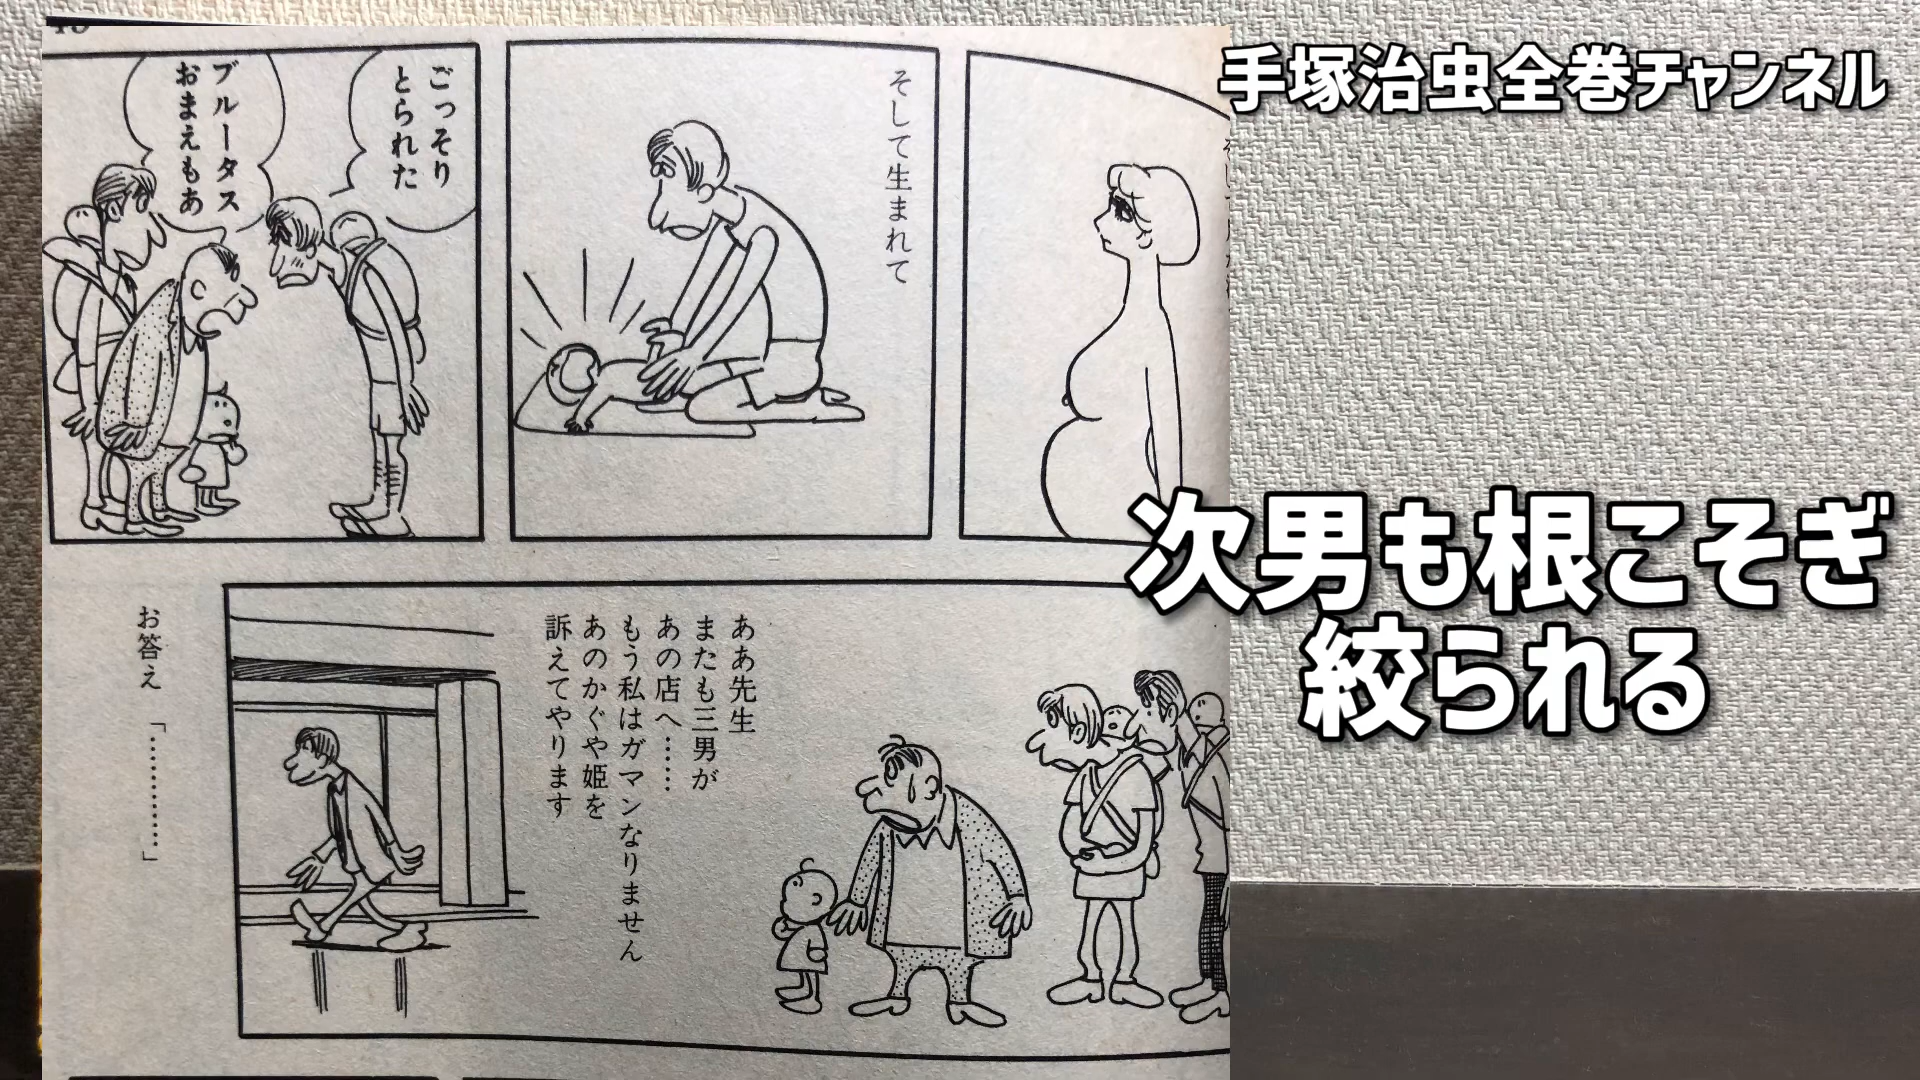 手塚治虫全巻チャンネル
そして生まれて
ごっそり
とられた
ブルータス
おまえもあ
次男も根こそぎ
絞られる
ああ先生
またも三男が
あの店へ……
もう私はガマンなりません
あのかぐや姫を
訴えてやります
お答え「…………」